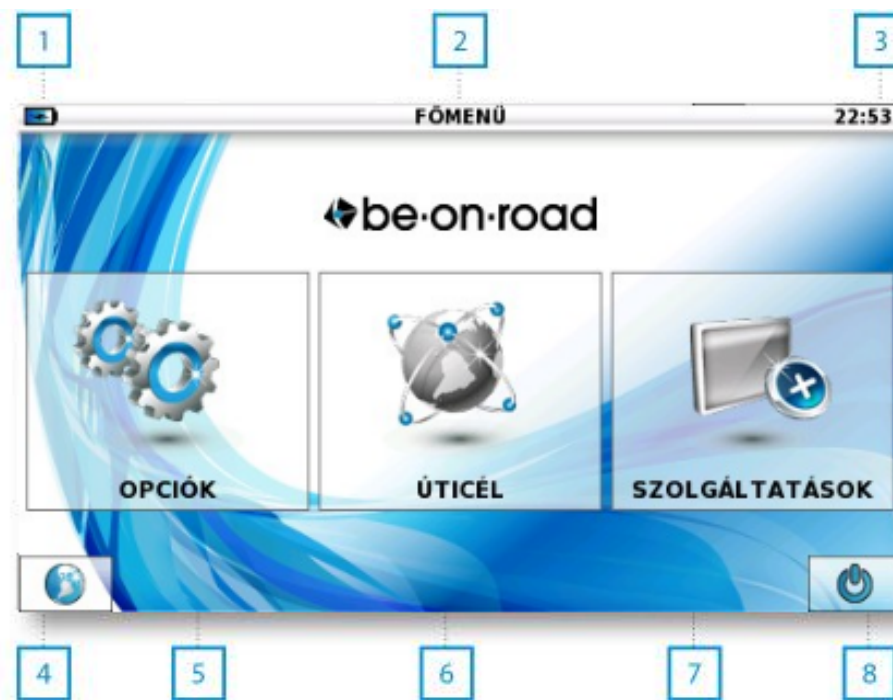 1 2 3
FŐMENÜ 22:53
be·on·road
OPCIÓK ÚTICÉL SZOLGÁLTATÁSOK
4 5 6 7 8